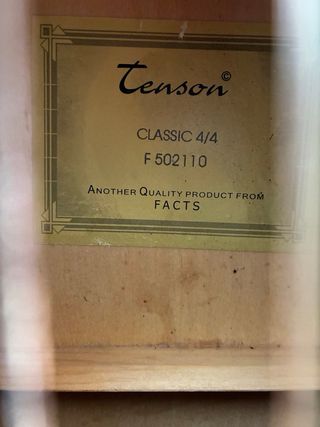 Tenson©
CLASSIC 4/4
F 502110
ANOTHER QUALITY PRODUCT FROM
FACTS